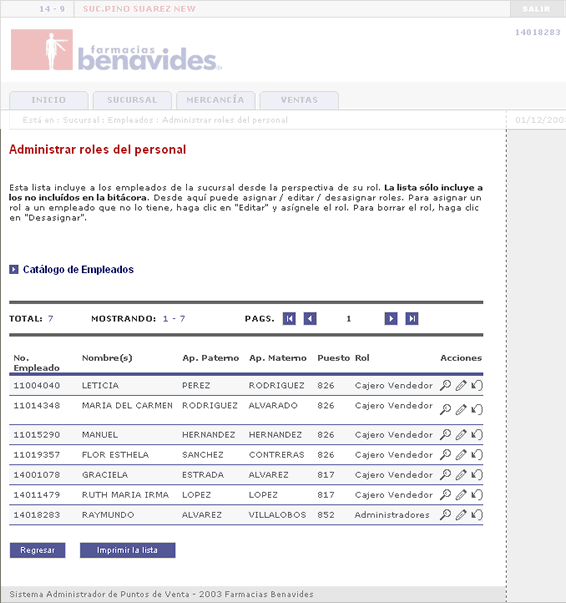 14 - 9 SUC.PINO SUAREZ NEW SALIR
14018283
farmacias
benavides
INICIO SUCURSAL MERCANCÍA VENTAS
Está en : Sucursal : Empleados : Administrar roles del personal 01/12/200
Administrar roles del personal
Esta lista incluye a los empleados de la sucursal desde la perspectiva de su rol. La lista sólo incluye a
los no incluídos en la bitácora. Desde aquí puede asignar / editar / desasignar roles. Para asignar un
rol a un empleado que no lo tiene, haga clic en "Editar" y asígnele el rol. Para borrar el rol, haga clic
en "Desasignar".
Catálogo de Empleados
TOTAL: 7 MOSTRANDO: 1 - 7 PAGS. 1
No. Empleado Nombre(s) Ap. Paterno Ap. Materno Puesto Rol Acciones
11004040 LETICIA PEREZ RODRIGUEZ 826 Cajero Vendedor
11014348 MARIA DEL CARMEN RODRIGUEZ ALVARADO 826 Cajero Vendedor
11015290 MANUEL HERNANDEZ HERNANDEZ 826 Cajero Vendedor
11019357 FLOR ESTHELA SANCHEZ CONTRERAS 826 Cajero Vendedor
14001078 GRACIELA ESTRADA ALVAREZ 817 Cajero Vendedor
14011479 RUTH MARIA IRMA LOPEZ LOPEZ 817 Cajero Vendedor
14018283 RAYMUNDO ALVAREZ VILLALOBOS 852 Administradores
Regresar Imprimir la lista
Sistema Administrador de Puntos de Venta - 2003 Farmacias Benavides